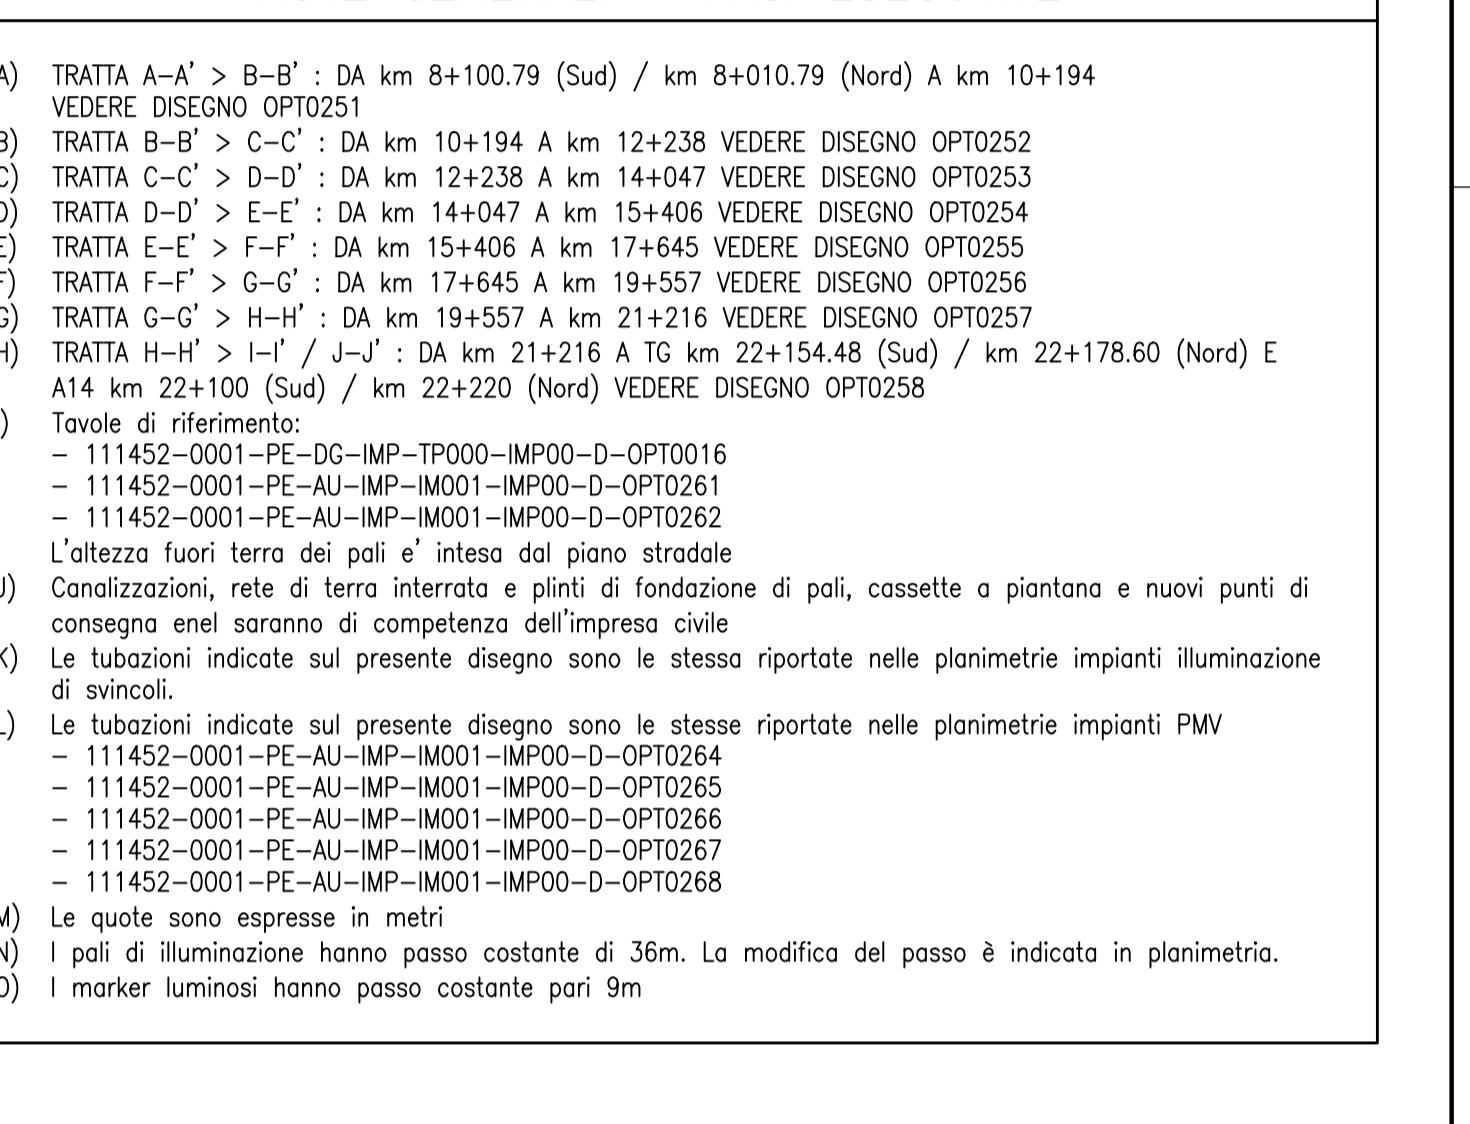 A) TRATTA A–A' > B–B' : DA km 8+100.79 (Sud) / km 8+010.79 (Nord) A km 10+194
VEDERE DISEGNO OPT0251
B) TRATTA B–B' > C–C' : DA km 10+194 A km 12+238 VEDERE DISEGNO OPT0252
C) TRATTA C–C' > D–D' : DA km 12+238 A km 14+047 VEDERE DISEGNO OPT0253
D) TRATTA D–D' > E–E' : DA km 14+047 A km 15+406 VEDERE DISEGNO OPT0254
E) TRATTA E–E' > F–F' : DA km 15+406 A km 17+645 VEDERE DISEGNO OPT0255
F) TRATTA F–F' > G–G' : DA km 17+645 A km 19+557 VEDERE DISEGNO OPT0256
G) TRATTA G–G' > H–H' : DA km 19+557 A km 21+216 VEDERE DISEGNO OPT0257
H) TRATTA H–H' > I–I' / J–J' : DA km 21+216 A TG km 22+154.48 (Sud) / km 22+178.60 (Nord) E
A14 km 22+100 (Sud) / km 22+220 (Nord) VEDERE DISEGNO OPT0258
) Tavole di riferimento:
– 111452–0001–PE–DG–IMP–TP000–IMP00–D–OPT0016
– 111452–0001–PE–AU–IMP–IM001–IMP00–D–OPT0261
– 111452–0001–PE–AU–IMP–IM001–IMP00–D–OPT0262
L'altezza fuori terra dei pali e' intesa dal piano stradale
J) Canalizzazioni, rete di terra interrata e plinti di fondazione di pali, cassette a piantana e nuovi punti di
consegna enel saranno di competenza dell'impresa civile
K) Le tubazioni indicate sul presente disegno sono le stessa riportate nelle planimetrie impianti illuminazione
di svincoli.
L) Le tubazioni indicate sul presente disegno sono le stesse riportate nelle planimetrie impianti PMV
– 111452–0001–PE–AU–IMP–IM001–IMP00–D–OPT0264
– 111452–0001–PE–AU–IMP–IM001–IMP00–D–OPT0265
– 111452–0001–PE–AU–IMP–IM001–IMP00–D–OPT0266
– 111452–0001–PE–AU–IMP–IM001–IMP00–D–OPT0267
– 111452–0001–PE–AU–IMP–IM001–IMP00–D–OPT0268
M) Le quote sono espresse in metri
N) I pali di illuminazione hanno passo costante di 36m. La modifica del passo è indicata in planimetria.
O) I marker luminosi hanno passo costante pari 9m